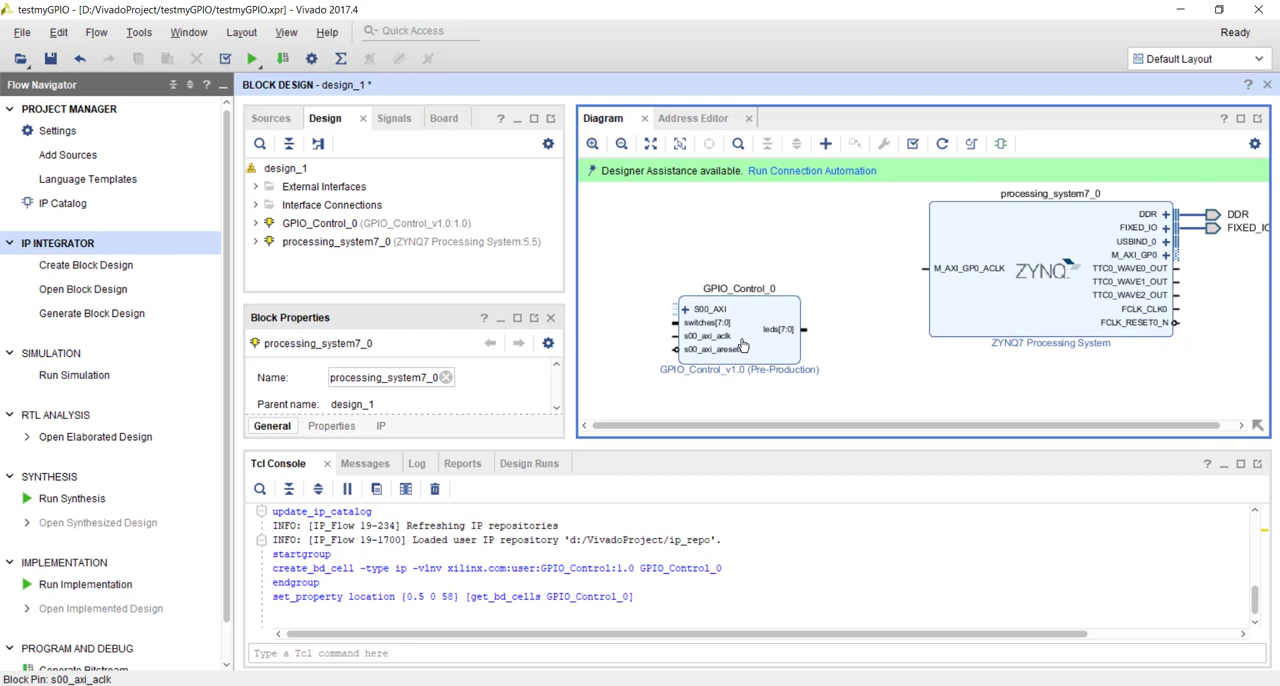 testmyGPIO - [D:/VivadoProject/testmyGPIO/testmyGPIO.xpr] - Vivado 2017.4
File Edit Flow Tools Window Layout View Help Quick Access
Ready
Default Layout
Flow Navigator
PROJECT MANAGER
Settings
Add Sources
Language Templates
IP Catalog
IP INTEGRATOR
Create Block Design
Open Block Design
Generate Block Design
SIMULATION
Run Simulation
RTL ANALYSIS
Open Elaborated Design
SYNTHESIS
Run Synthesis
Open Synthesized Design
IMPLEMENTATION
Run Implementation
Open Implemented Design
PROGRAM AND DEBUG
Generate Bitstream
BLOCK DESIGN - design_1 *
Sources Design Signals Board
design_1
External Interfaces
Interface Connections
GPIO_Control_0 (GPIO_Control_v1.0:1.0)
processing_system7_0 (ZYNQ7 Processing System:5.5)
Block Properties
processing_system7_0
Name: processing_system7_0
Parent name: design_1
General Properties IP
Diagram Address Editor
Designer Assistance available. Run Connection Automation
processing_system7_0
DDR
FIXED_IO
USBIND_0
M_AXI_GP0
M_AXI_GP0_ACLK
ZYNQ
TTC0_WAVE0_OUT
TTC0_WAVE1_OUT
TTC0_WAVE2_OUT
FCLK_CLK0
FCLK_RESET0_N
ZYNQ7 Processing System
DDR
FIXED_IO
GPIO_Control_0
S00_AXI
switches[7:0]
s00_axi_aclk
s00_axi_areset
leds[7:0]
GPIO_Control_v1.0 (Pre-Production)
Tcl Console Messages Log Reports Design Runs
update_ip_catalog
INFO: [IP_Flow 19-234] Refreshing IP repositories
INFO: [IP_Flow 19-1700] Loaded user IP repository 'd:/VivadoProject/ip_repo'.
startgroup
create_bd_cell -type ip -vlnv xilinx.com:user:GPIO_Control:1.0 GPIO_Control_0
endgroup
set_property location {0.5 0 58} [get_bd_cells GPIO_Control_0]
Type a Tcl command here
Block Pin: s00_axi_aclk